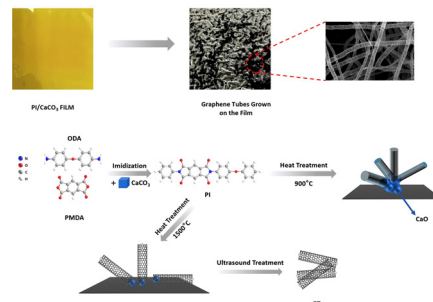 PI/CaCO₃ FILM
Graphene Tubes Grown
on the Film
ODA
N
O
C
H
PMDA
Imidization
+ CaCO₃
PI
Heat Treatment
900°C
CaO
Heat Treatment
1500°C
Ultrasound Treatment